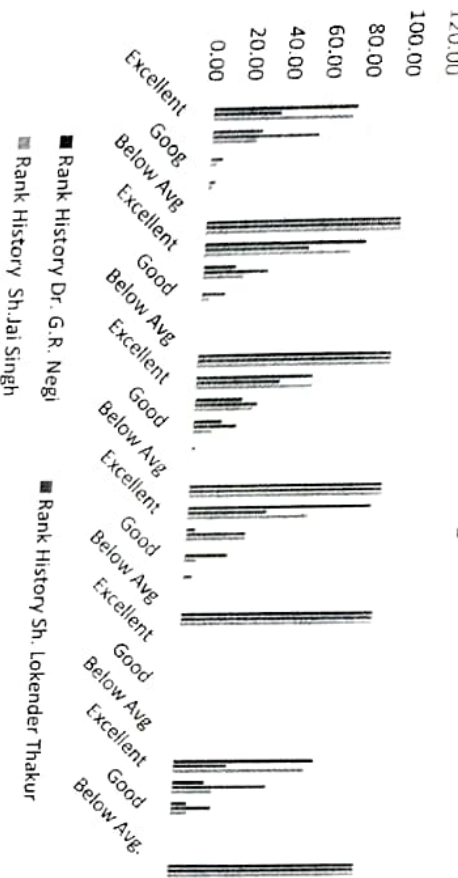 120.00
100.00
80.00
60.00
40.00
20.00
0.00
Excellent
Goog
Below Avg
Excellent
Good
Below Avg
Excellent
Good
Below Avg
Excellent
Good
Below Avg
Excellent
Good
Below Avg
Excellent
Good
Below Avg.
Rank History Dr. G.R. Negi
Rank History Sh. Lokender Thakur
Rank History Sh.Jai Singh